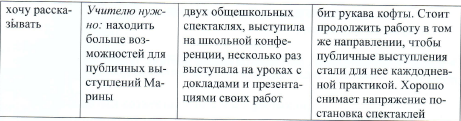 хочу расска-
зывать
Учителю нуж-
но: находить
больше воз-
можностей для
публичных вы-
ступлений Ма-
рины
двух общешкольных
спектаклях, выступила
на школьной конфе-
ренции, несколько раз
выступала на уроках с
докладами и презента-
циями своих работ
бит рукава кофты. Стоит
продолжить работу в том
же направлении, чтобы
публичные выступления
стали для нее каждоднев-
ной практикой. Хорошо
снимает напряжение по-
становка спектаклей